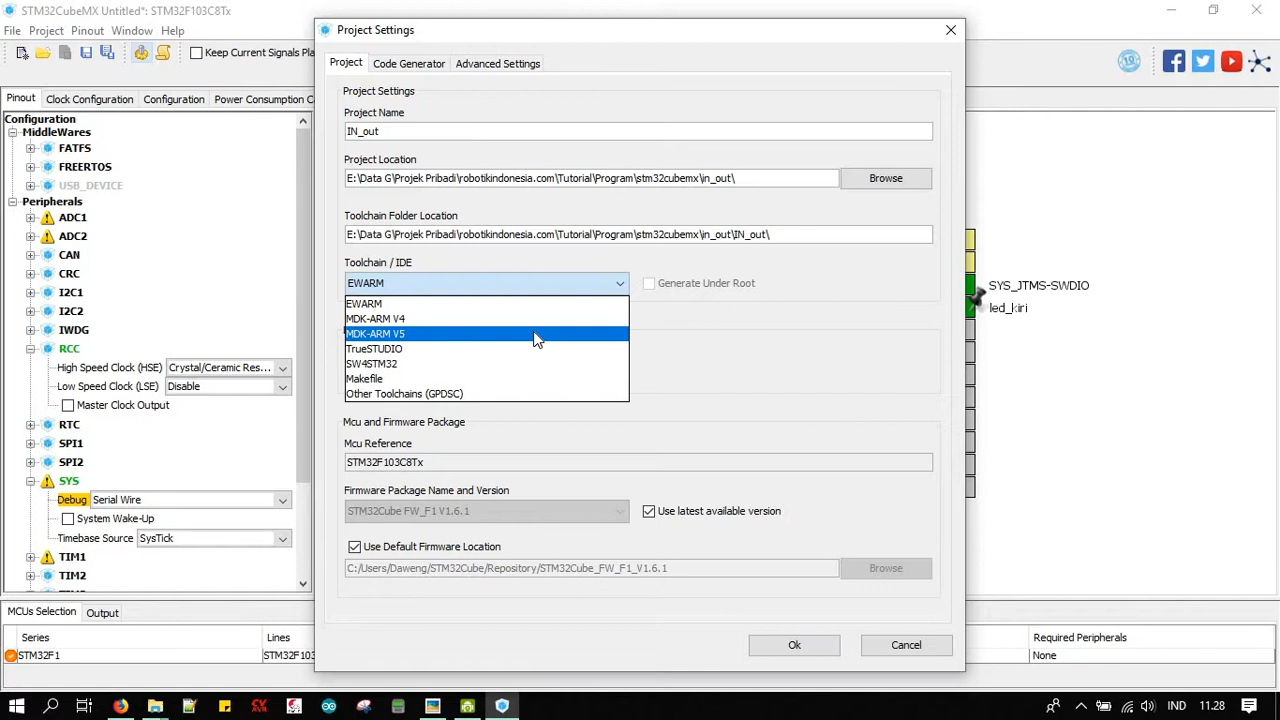 STM32CubeMX Untitled*: STM32F103C8Tx
File Project Pinout Window Help
Keep Current Signals Pla
Pinout Clock Configuration Configuration Power Consumption C
Configuration
MiddleWares
FATFS
FREERTOS
USB_DEVICE
Peripherals
ADC1
ADC2
CAN
CRC
I2C1
I2C2
IWDG
RCC
High Speed Clock (HSE) Crystal/Ceramic Res...
Low Speed Clock (LSE) Disable
Master Clock Output
RTC
SPI1
SPI2
SYS
Debug Serial Wire
System Wake-Up
Timebase Source SysTick
TIM1
TIM2
Project Settings
Project Code Generator Advanced Settings
Project Settings
Project Name
IN_out
Project Location
E:\Data G\Projek Pribadi\robotikindonesia.com\Tutorial\Program\stm32cubemx\in_out\
Browse
Toolchain Folder Location
E:\Data G\Projek Pribadi\robotikindonesia.com\Tutorial\Program\stm32cubemx\in_out\IN_out\
Toolchain / IDE
EWARM
Generate Under Root
EWARM
MDK-ARM V4
MDK-ARM V5
TrueSTUDIO
SW4STM32
Makefile
Other Toolchains (GPDSC)
Mcu and Firmware Package
Mcu Reference
STM32F103C8Tx
Firmware Package Name and Version
STM32Cube FW_F1 V1.6.1
Use latest available version
Use Default Firmware Location
C:/Users/Daweng/STM32Cube/Repository/STM32Cube_FW_F1_V1.6.1
Browse
Ok Cancel
SYS_JTMS-SWDIO
led_kiri
MCUs Selection Output
Series Lines Required Peripherals
STM32F1 STM32F103 None
IND 11.28